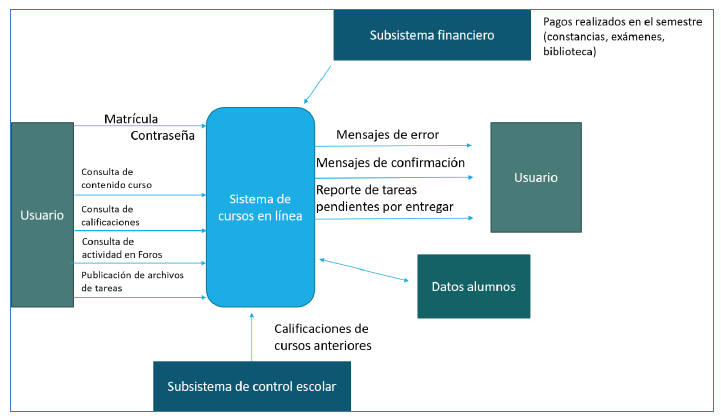 Subsistema financiero
Pagos realizados en el semestre
(constancias, exámenes,
biblioteca)
Matrícula
Contraseña
Usuario
Consulta de
contenido curso
Consulta de
calificaciones
Consulta de
actividad en Foros
Publicación de archivos
de tareas
Sistema de
cursos en línea
Mensajes de error
Mensajes de confirmación
Reporte de tareas
pendientes por entregar
Usuario
Datos alumnos
Calificaciones de
cursos anteriores
Subsistema de control escolar